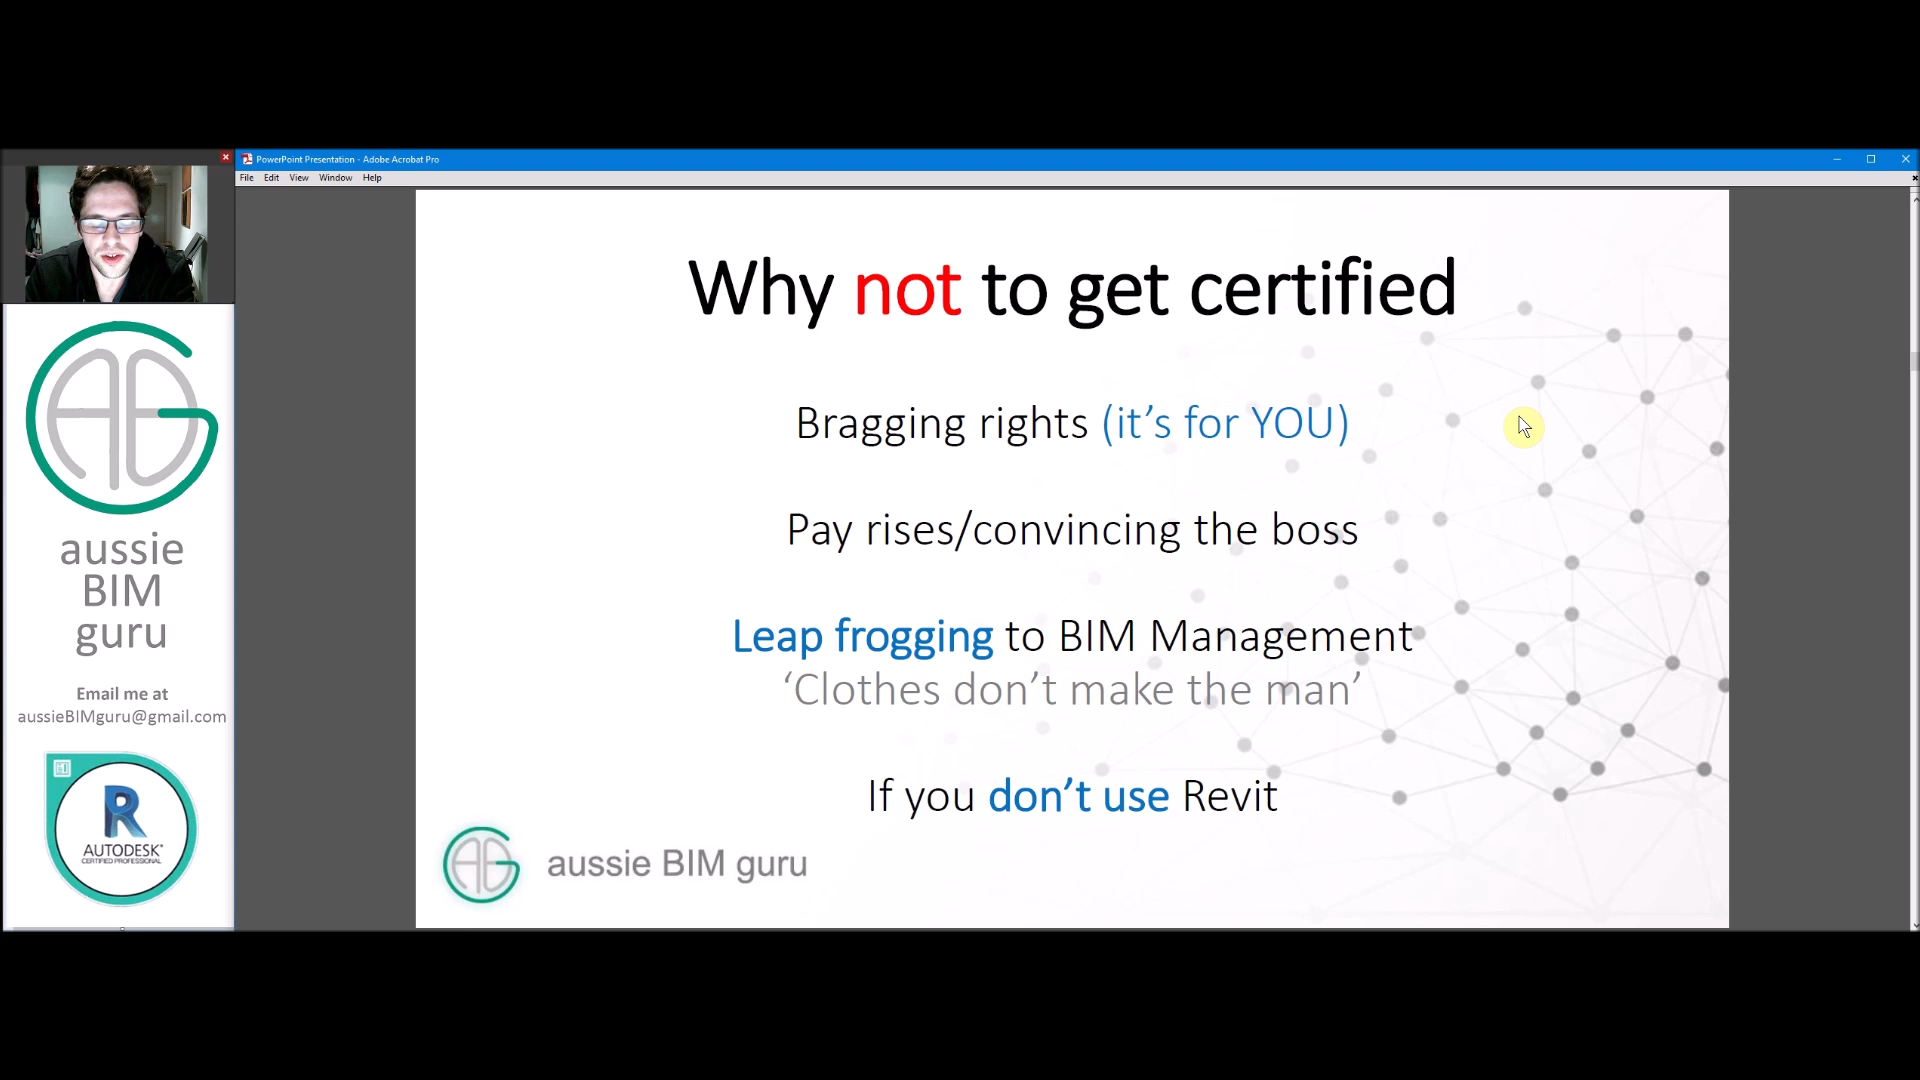 PowerPoint Presentation - Adobe Acrobat Pro
File Edit View Window Help
Why not to get certified
Bragging rights (it’s for YOU)
Pay rises/convincing the boss
Leap frogging to BIM Management
‘Clothes don’t make the man’
If you don’t use Revit
aussie BIM guru
aussie
BIM
guru
Email me at
aussieBIMguru@gmail.com
R
AUTODESK
CERTIFIED PROFESSIONAL